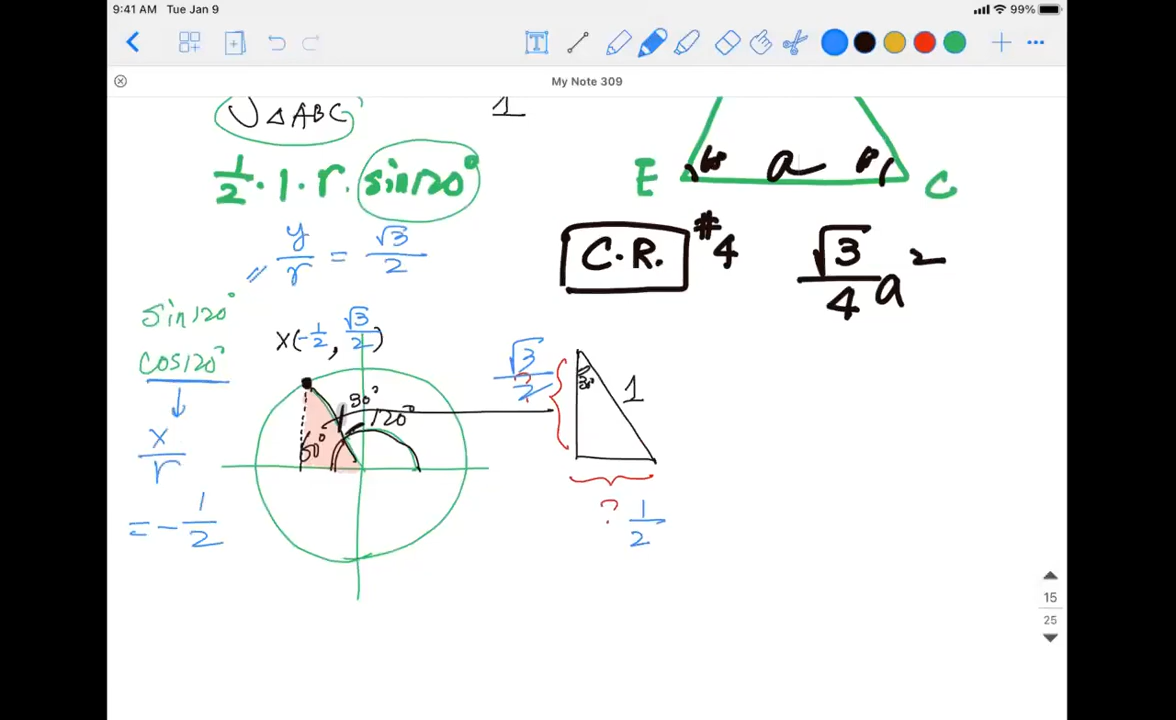 9:41 AM Tue Jan 9
99%
My Note 309
△ABC
1
1/2 · 1 · r · sin120°
y/r = √3/2
sin120°
cos120°
x/r
= -1/2
X(-1/2, √3/2)
30°
120°
60°
√3/2
?
30°
1
? 1/2
E
60°
a
C
C.R. #4
√3/4 a²
15
25